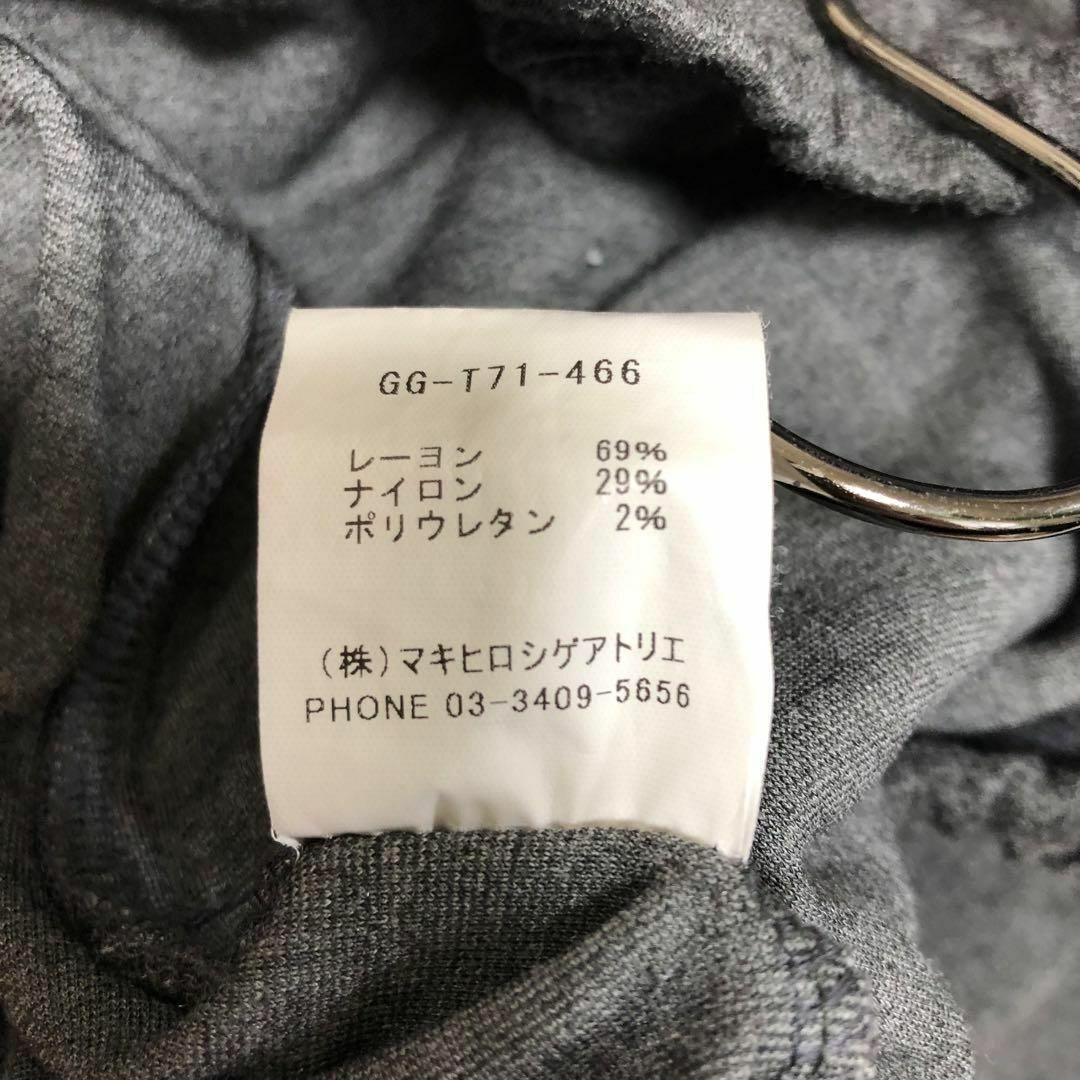 GG-T71-466
レーヨン 69%
ナイロン 29%
ポリウレタン 2%
(株)マキヒロシゲアトリエ
PHONE 03-3409-5656